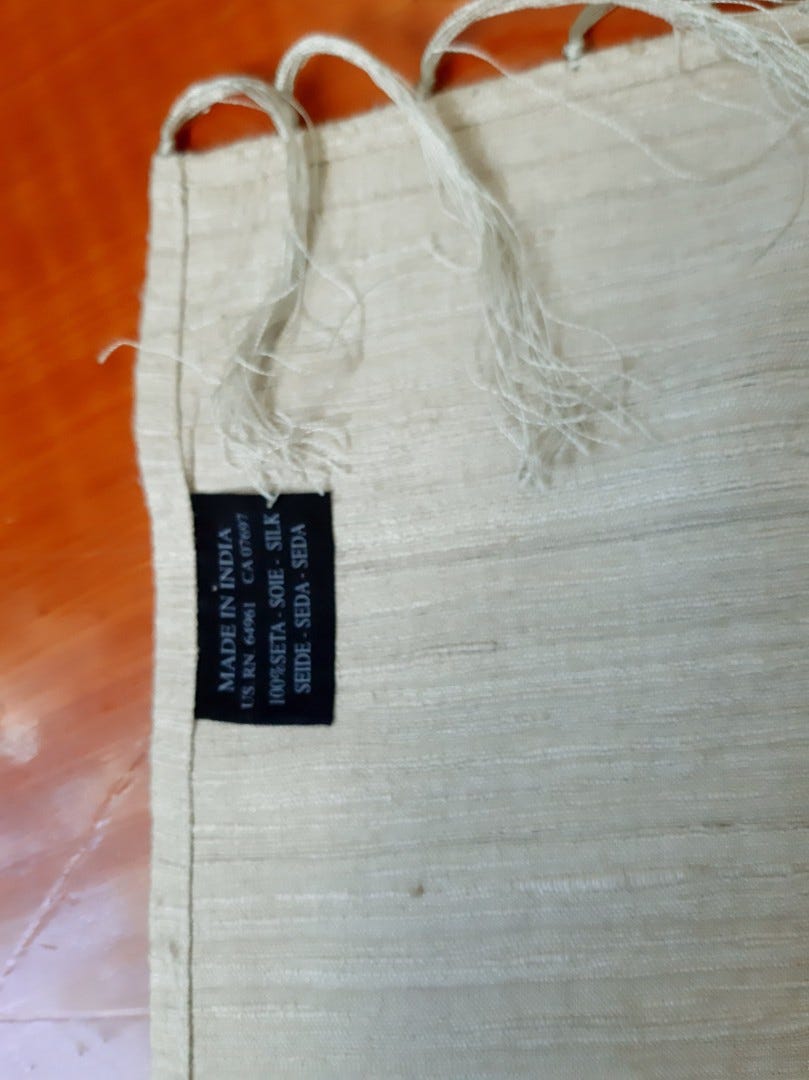 MADE IN INDIA
US RN 64961 CA 07697
100%SETA - SOIE - SILK
SEIDE - SEDA - SEDA